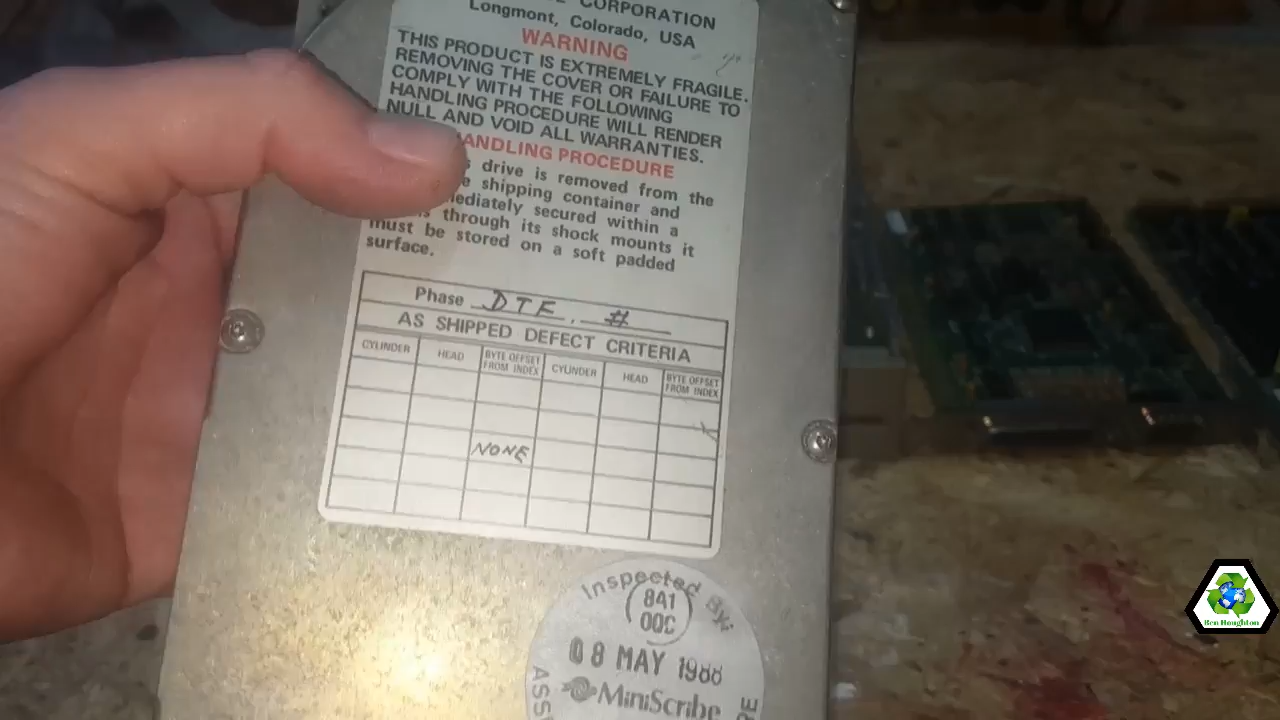 CORPORATION
Longmont, Colorado, USA
WARNING
THIS PRODUCT IS EXTREMELY FRAGILE.
REMOVING THE COVER OR FAILURE TO
COMPLY WITH THE FOLLOWING
HANDLING PROCEDURE WILL RENDER
NULL AND VOID ALL WARRANTIES.
HANDLING PROCEDURE
drive is removed from the
shipping container and
secured within a
through its shock mounts it
must be stored on a soft padded
surface.
Phase DTE. #
AS SHIPPED DEFECT CRITERIA
CYLINDER HEAD BYTE OFFSET FROM INDEX CYLINDER HEAD BYTE OFFSET FROM INDEX
NONE
Inspected By:
841
OOC
08 MAY 1988
MiniScribe
Ben Houghton